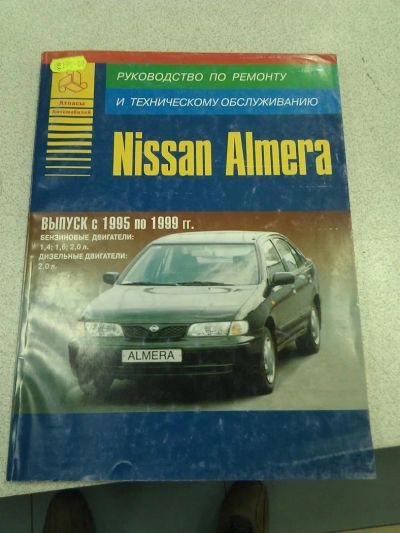 РУКОВОДСТВО ПО РЕМОНТУ
И ТЕХНИЧЕСКОМУ ОБСЛУЖИВАНИЮ
Атласы
Автомобилей
Nissan Almera
ВЫПУСК с 1995 по 1999 гг.
БЕНЗИНОВЫЕ ДВИГАТЕЛИ:
1,4; 1,6; 2,0 л.
ДИЗЕЛЬНЫЕ ДВИГАТЕЛИ:
2,0 л.
ALMERA